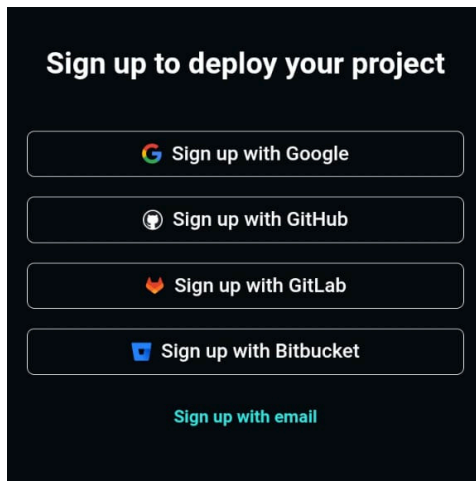 Sign up to deploy your project
Sign up with Google
Sign up with GitHub
Sign up with GitLab
Sign up with Bitbucket
Sign up with email